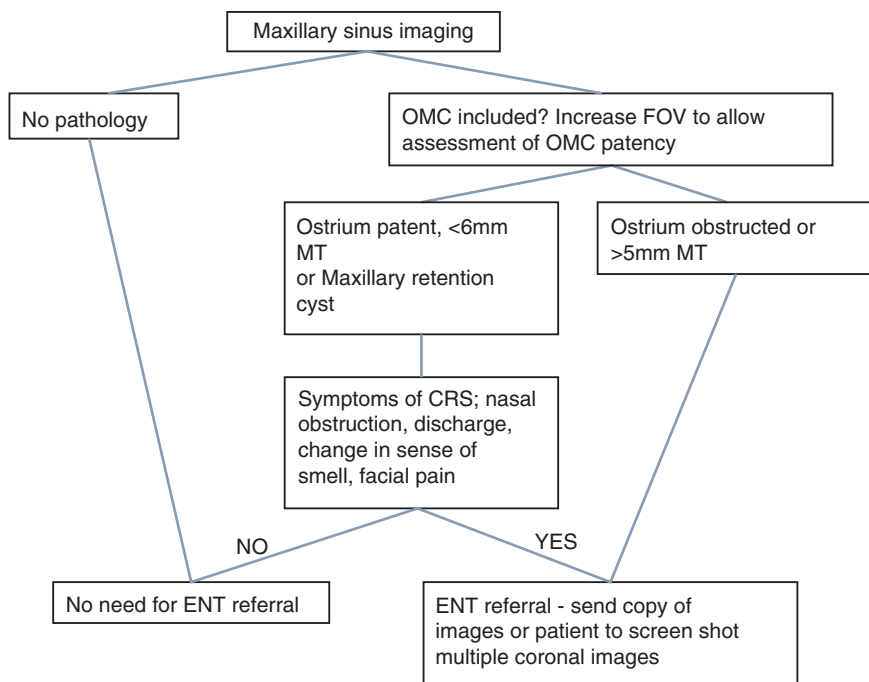 Maxillary sinus imaging
No pathology
OMC included? Increase FOV to allow
assessment of OMC patency
Ostrium patent, <6mm
MT
or Maxillary retention
cyst
Ostrium obstructed or
>5mm MT
Symptoms of CRS; nasal
obstruction, discharge,
change in sense of
smell, facial pain
NO
YES
No need for ENT referral
ENT referral - send copy of
images or patient to screen shot
multiple coronal images